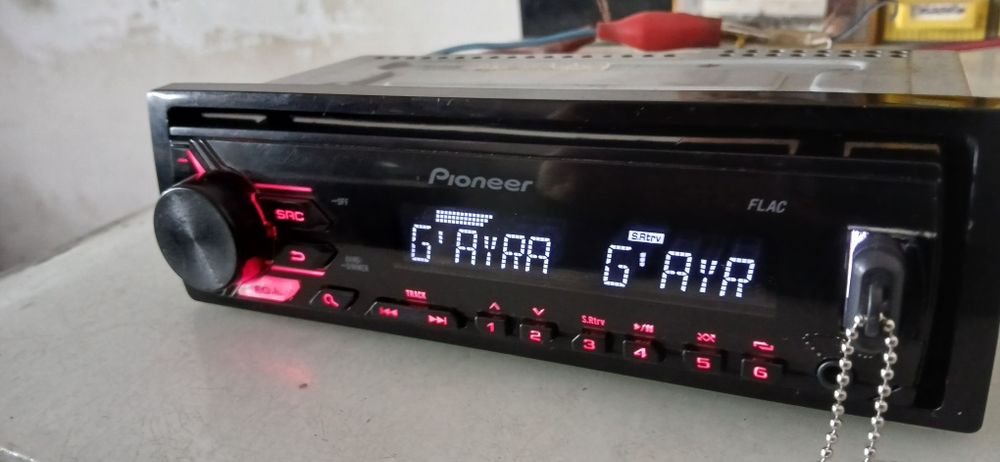 Pioneer
FLAC
OFF
SRC
S.Rtrv
G'AYRA G'AYR
TRACK
S.Rtrv
1 2 3 4 5 6